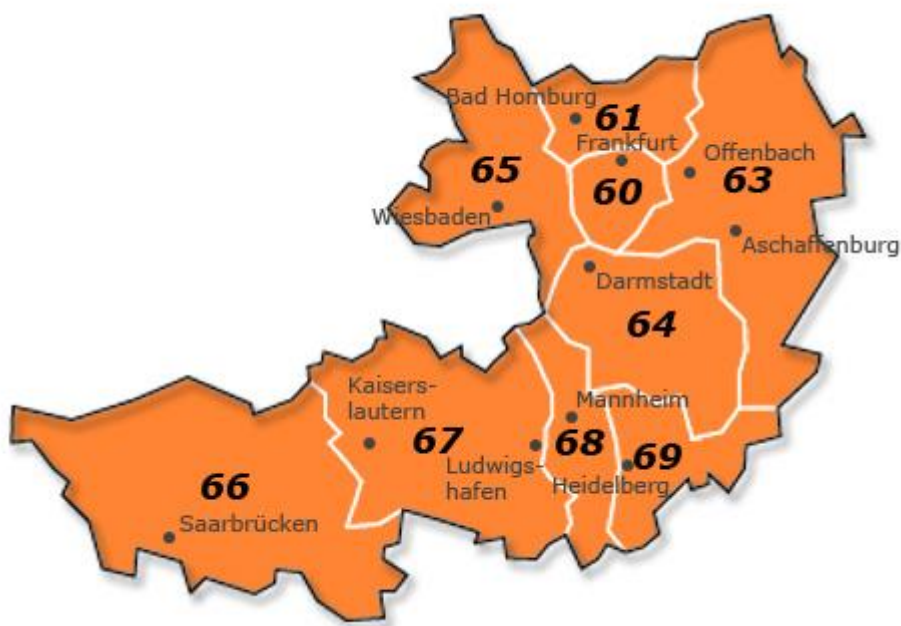 Bad Homburg
61
Frankfurt
Offenbach
65
60
63
Wiesbaden
Aschaffenburg
Darmstadt
64
Kaisers-
lautern
Mannheim
67
68
69
Ludwigs-
hafen
Heidelberg
66
Saarbrücken